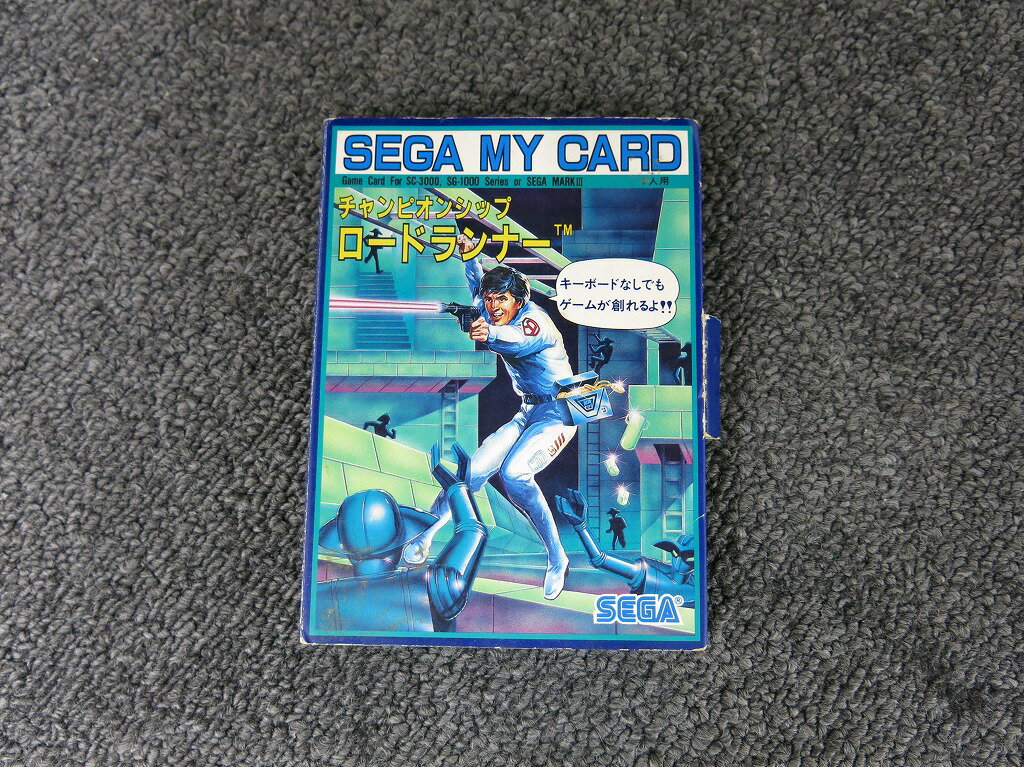 SEGA MY CARD
Game Card For SC-3000, SG-1000 Series or SEGA MARKIII
人用
チャンピオンシップ
ロードランナー™
キーボードなしでも
ゲームが創れるよ!!
SEGA®